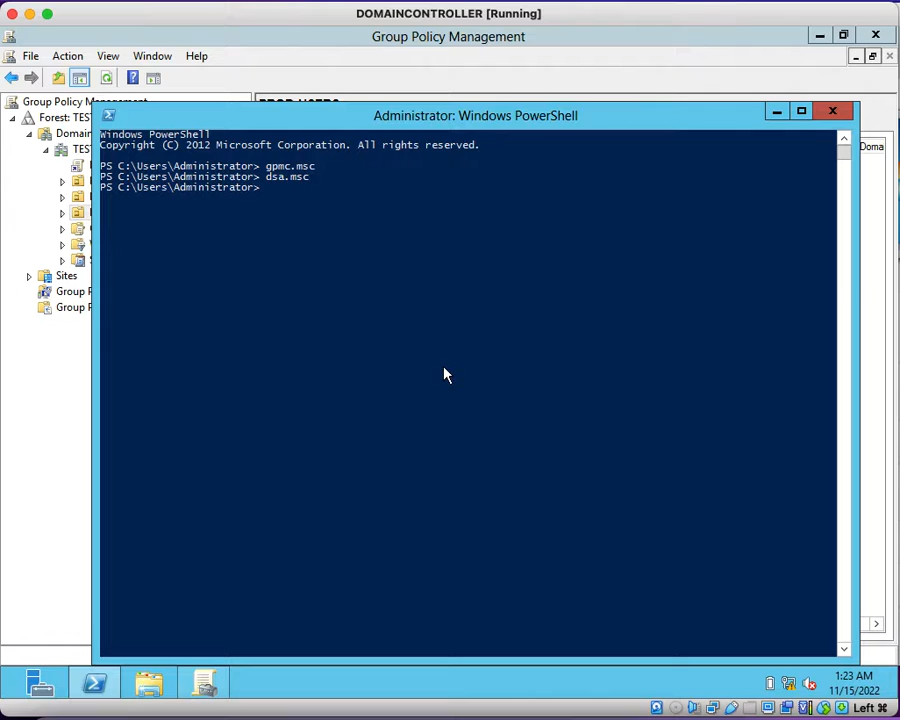 DOMAINCONTROLLER [Running]
Group Policy Management
File Action View Window Help
Group Policy Management
Forest: TES
Domain
TES
Sites
Group P
Group P
Doma
Administrator: Windows PowerShell
Windows PowerShell
Copyright (C) 2012 Microsoft Corporation. All rights reserved.
PS C:\Users\Administrator> gpmc.msc
PS C:\Users\Administrator> dsa.msc
PS C:\Users\Administrator>
1:23 AM
11/15/2022
Left ⌘